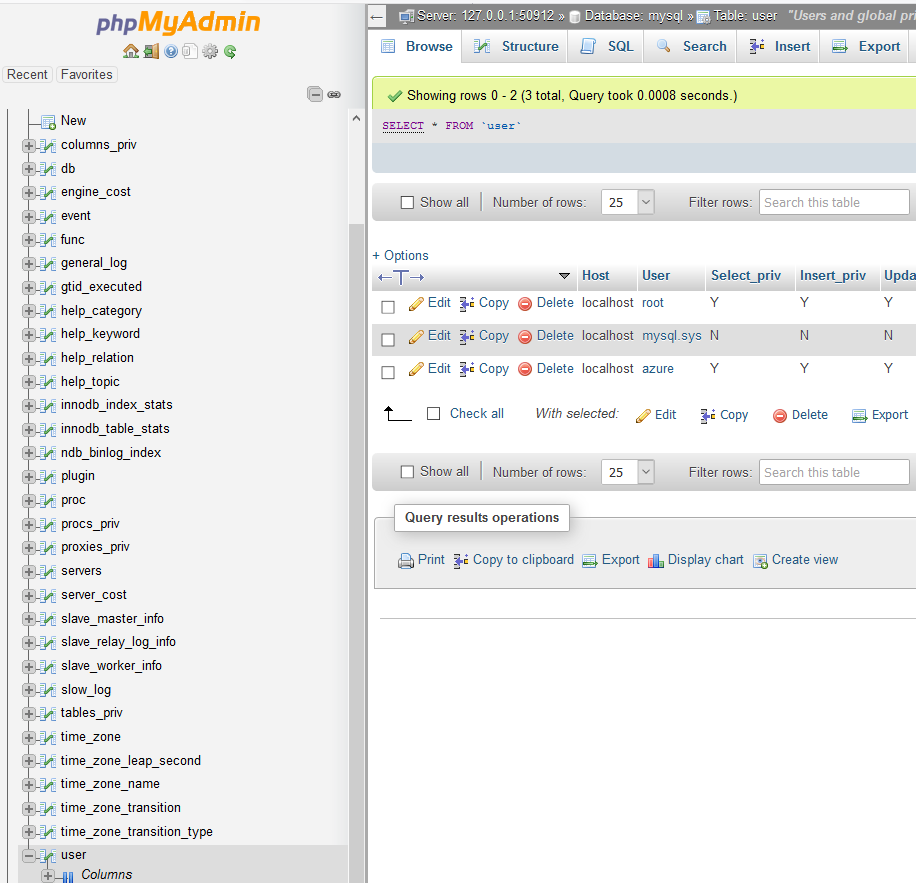 phpMyAdmin
Recent Favorites
New
columns_priv
db
engine_cost
event
func
general_log
gtid_executed
help_category
help_keyword
help_relation
help_topic
innodb_index_stats
innodb_table_stats
ndb_binlog_index
plugin
proc
procs_priv
proxies_priv
servers
server_cost
slave_master_info
slave_relay_log_info
slave_worker_info
slow_log
tables_priv
time_zone
time_zone_leap_second
time_zone_name
time_zone_transition
time_zone_transition_type
user
Columns
Server: 127.0.0.1:50912 » Database: mysql » Table: user "Users and global pri
Browse Structure SQL Search Insert Export
Showing rows 0 - 2 (3 total, Query took 0.0008 seconds.)
SELECT * FROM `user`
Show all Number of rows: 25 Filter rows: Search this table
+ Options
←T→ Host User Select_priv Insert_priv Upda
Edit Copy Delete localhost root Y Y Y
Edit Copy Delete localhost mysql.sys N N N
Edit Copy Delete localhost azure Y Y Y
Check all With selected: Edit Copy Delete Export
Show all Number of rows: 25 Filter rows: Search this table
Query results operations
Print Copy to clipboard Export Display chart Create view